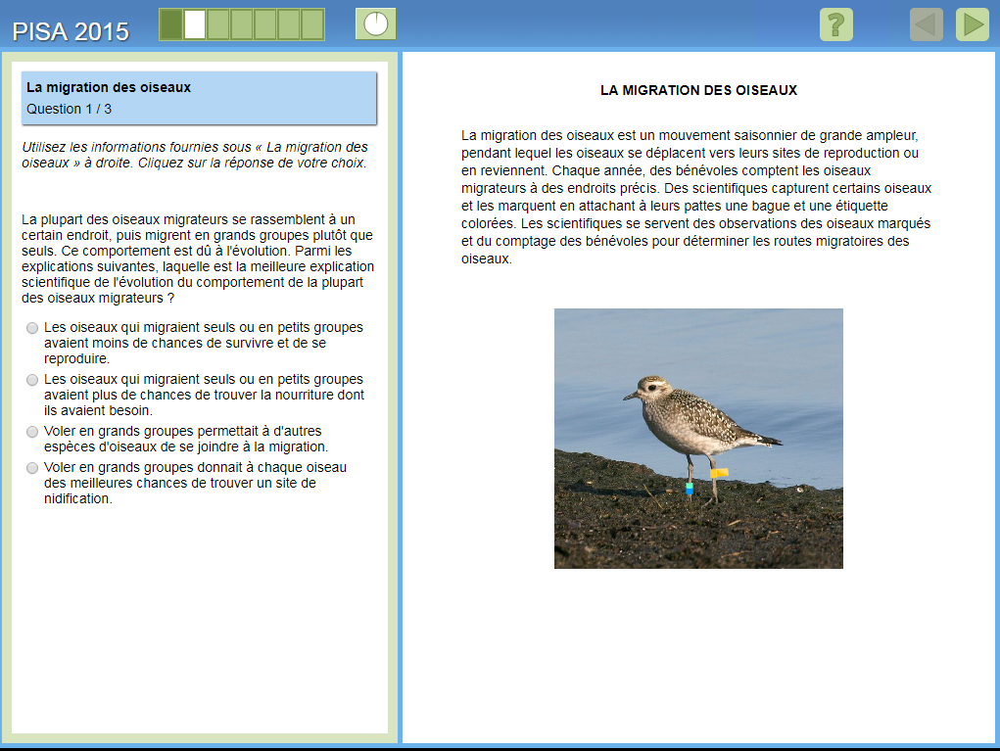 PISA 2015
?
La migration des oiseaux
Question 1 / 3
Utilisez les informations fournies sous « La migration des
oiseaux » à droite. Cliquez sur la réponse de votre choix.
La plupart des oiseaux migrateurs se rassemblent à un
certain endroit, puis migrent en grands groupes plutôt que
seuls. Ce comportement est dû à l'évolution. Parmi les
explications suivantes, laquelle est la meilleure explication
scientifique de l'évolution du comportement de la plupart
des oiseaux migrateurs ?
Les oiseaux qui migraient seuls ou en petits groupes
avaient moins de chances de survivre et de se
reproduire.
Les oiseaux qui migraient seuls ou en petits groupes
avaient plus de chances de trouver la nourriture dont
ils avaient besoin.
Voler en grands groupes permettait à d'autres
espèces d'oiseaux de se joindre à la migration.
Voler en grands groupes donnait à chaque oiseau
des meilleures chances de trouver un site de
nidification.
LA MIGRATION DES OISEAUX
La migration des oiseaux est un mouvement saisonnier de grande ampleur,
pendant lequel les oiseaux se déplacent vers leurs sites de reproduction ou
en reviennent. Chaque année, des bénévoles comptent les oiseaux
migrateurs à des endroits précis. Des scientifiques capturent certains oiseaux
et les marquent en attachant à leurs pattes une bague et une étiquette
colorées. Les scientifiques se servent des observations des oiseaux marqués
et du comptage des bénévoles pour déterminer les routes migratoires des
oiseaux.